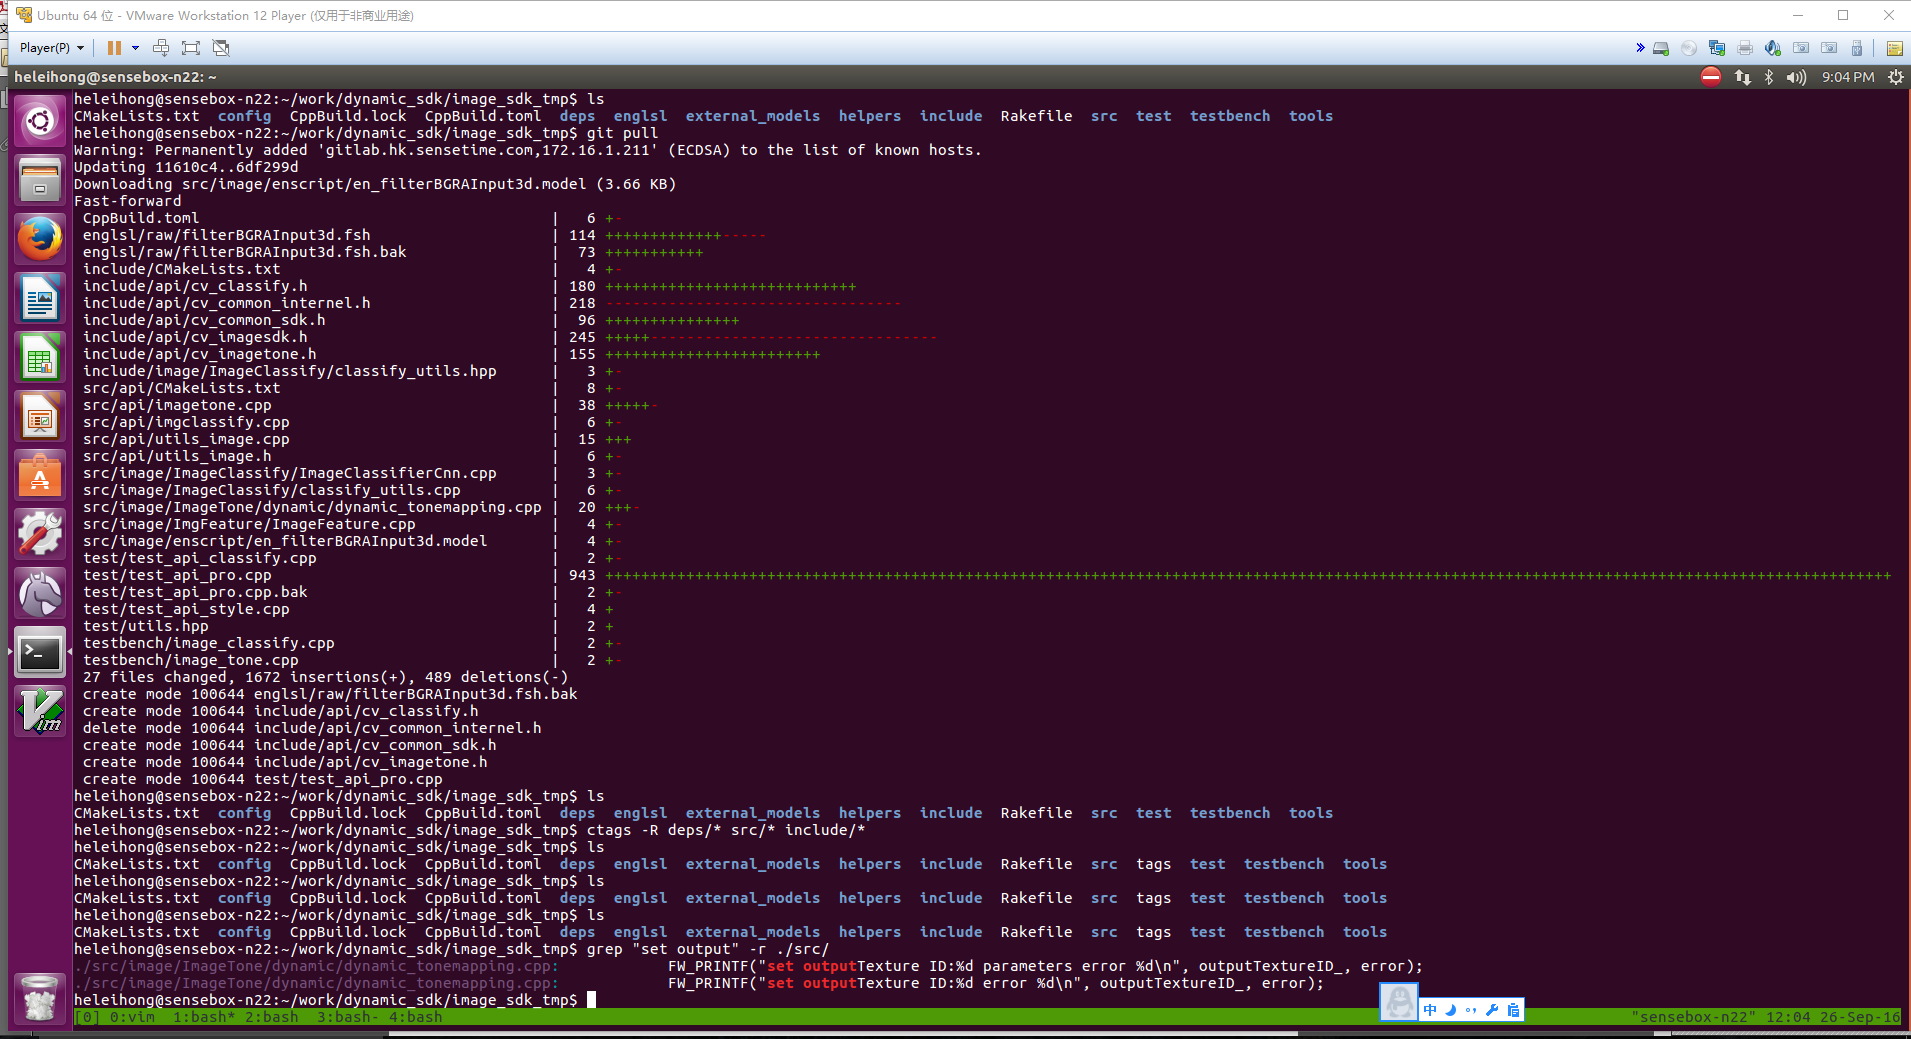 Ubuntu 64 位 - VMware Workstation 12 Player (仅用于非商业用途)
Player(P)
heleihong@sensebox-n22: ~
9:04 PM
heleihong@sensebox-n22:~/work/dynamic_sdk/image_sdk_tmp$ ls
CMakeLists.txt  config  CppBuild.lock  CppBuild.toml  deps  englsl  external_models  helpers  include  Rakefile  src  test  testbench  tools
heleihong@sensebox-n22:~/work/dynamic_sdk/image_sdk_tmp$ git pull
Warning: Permanently added 'gitlab.hk.sensetime.com,172.16.1.211' (ECDSA) to the list of known hosts.
Updating 11610c4..6df299d
Downloading src/image/enscript/en_filterBGRAInput3d.model (3.66 KB)
Fast-forward
 CppBuild.toml | 6 +-
 englsl/raw/filterBGRAInput3d.fsh | 114 +++++++++++++-----
 englsl/raw/filterBGRAInput3d.fsh.bak | 73 +++++++++++
 include/CMakeLists.txt | 4 +-
 include/api/cv_classify.h | 180 ++++++++++++++++++++++++++++
 include/api/cv_common_internel.h | 218 ---------------------------------
 include/api/cv_common_sdk.h | 96 +++++++++++++++
 include/api/cv_imagesdk.h | 245 +++++--------------------------------
 include/api/cv_imagetone.h | 155 ++++++++++++++++++++++++
 include/image/ImageClassify/classify_utils.hpp | 3 +-
 src/api/CMakeLists.txt | 8 +-
 src/api/imagetone.cpp | 38 +++++-
 src/api/imgclassify.cpp | 6 +-
 src/api/utils_image.cpp | 15 +++
 src/api/utils_image.h | 6 +-
 src/image/ImageClassify/ImageClassifierCnn.cpp | 3 +-
 src/image/ImageClassify/classify_utils.cpp | 6 +-
 src/image/ImageTone/dynamic/dynamic_tonemapping.cpp | 20 +++-
 src/image/ImgFeature/ImageFeature.cpp | 4 +-
 src/image/enscript/en_filterBGRAInput3d.model | 4 +-
 test/test_api_classify.cpp | 2 +-
 test/test_api_pro.cpp | 943 +++++++++++++++++++++++++++++++++++++++++++++++++++++++++++++++++++++++++++++++++++++++++++++++++++++++++++++++++++++++++++++++++++++++++++++++
 test/test_api_pro.cpp.bak | 2 +-
 test/test_api_style.cpp | 4 +
 test/utils.hpp | 2 +
 testbench/image_classify.cpp | 2 +-
 testbench/image_tone.cpp | 2 +-
 27 files changed, 1672 insertions(+), 489 deletions(-)
 create mode 100644 englsl/raw/filterBGRAInput3d.fsh.bak
 create mode 100644 include/api/cv_classify.h
 delete mode 100644 include/api/cv_common_internel.h
 create mode 100644 include/api/cv_common_sdk.h
 create mode 100644 include/api/cv_imagetone.h
 create mode 100644 test/test_api_pro.cpp
heleihong@sensebox-n22:~/work/dynamic_sdk/image_sdk_tmp$ ls
CMakeLists.txt  config  CppBuild.lock  CppBuild.toml  deps  englsl  external_models  helpers  include  Rakefile  src  test  testbench  tools
heleihong@sensebox-n22:~/work/dynamic_sdk/image_sdk_tmp$ ctags -R deps/* src/* include/*
heleihong@sensebox-n22:~/work/dynamic_sdk/image_sdk_tmp$ ls
CMakeLists.txt  config  CppBuild.lock  CppBuild.toml  deps  englsl  external_models  helpers  include  Rakefile  src  tags  test  testbench  tools
heleihong@sensebox-n22:~/work/dynamic_sdk/image_sdk_tmp$ ls
CMakeLists.txt  config  CppBuild.lock  CppBuild.toml  deps  englsl  external_models  helpers  include  Rakefile  src  tags  test  testbench  tools
heleihong@sensebox-n22:~/work/dynamic_sdk/image_sdk_tmp$ ls
CMakeLists.txt  config  CppBuild.lock  CppBuild.toml  deps  englsl  external_models  helpers  include  Rakefile  src  tags  test  testbench  tools
heleihong@sensebox-n22:~/work/dynamic_sdk/image_sdk_tmp$ grep "set output" -r ./src/
./src/image/ImageTone/dynamic/dynamic_tonemapping.cpp:            FW_PRINTF("set outputTexture ID:%d parameters error %d\n", outputTextureID_, error);
./src/image/ImageTone/dynamic/dynamic_tonemapping.cpp:            FW_PRINTF("set outputTexture ID:%d error %d\n", outputTextureID_, error);
heleihong@sensebox-n22:~/work/dynamic_sdk/image_sdk_tmp$
中
[0] 0:vim  1:bash* 2:bash  3:bash- 4:bash "sensebox-n22" 12:04 26-Sep-16